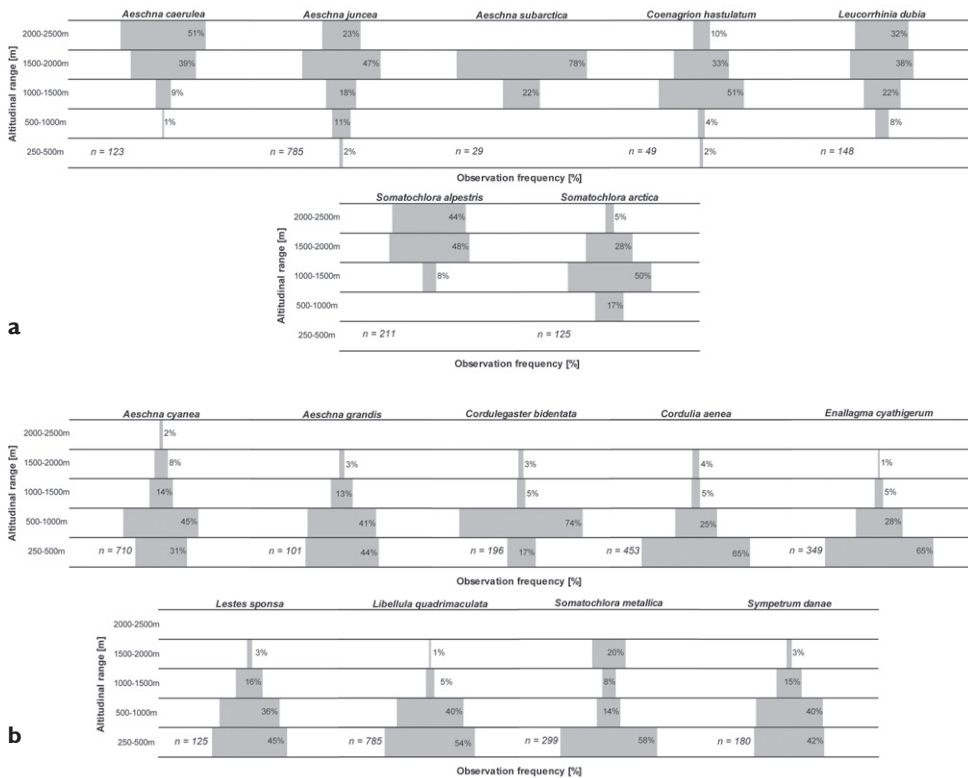 Aeschna caerulea Aeschna juncea Aeschna subarctica Coenagrion hastulatum Leucorrhinia dubia
Altitudinal range [m]
2000-2500m 51% 23% 10% 32%
1500-2000m 39% 47% 78% 33% 38%
1000-1500m 9% 18% 22% 51% 22%
500-1000m 1% 11% 4% 8%
250-500m n = 123 n = 785 2% n = 29 n = 49 2% n = 148
Observation frequency [%]
Somatochlora alpestris Somatochlora arctica
Altitudinal range [m]
2000-2500m 44% 5%
1500-2000m 48% 28%
1000-1500m 8% 50%
500-1000m 17%
250-500m n = 211 n = 125
a
Observation frequency [%]
Aeschna cyanea Aeschna grandis Cordulegaster bidentata Cordulia aenea Enallagma cyathigerum
Altitudinal range [m]
2000-2500m 2%
1500-2000m 8% 3% 3% 4% 1%
1000-1500m 14% 13% 5% 5% 5%
500-1000m 45% 41% 74% 25% 28%
250-500m n = 710 31% n = 101 44% n = 196 17% n = 453 65% n = 349 65%
Observation frequency [%]
Lestes sponsa Libellula quadrimaculata Somatochlora metallica Sympetrum danae
Altitudinal range [m]
2000-2500m
1500-2000m 3% 1% 20% 3%
1000-1500m 16% 5% 8% 15%
500-1000m 36% 40% 14% 40%
250-500m n = 125 45% n = 785 54% n = 299 58% n = 180 42%
b
Observation frequency [%]